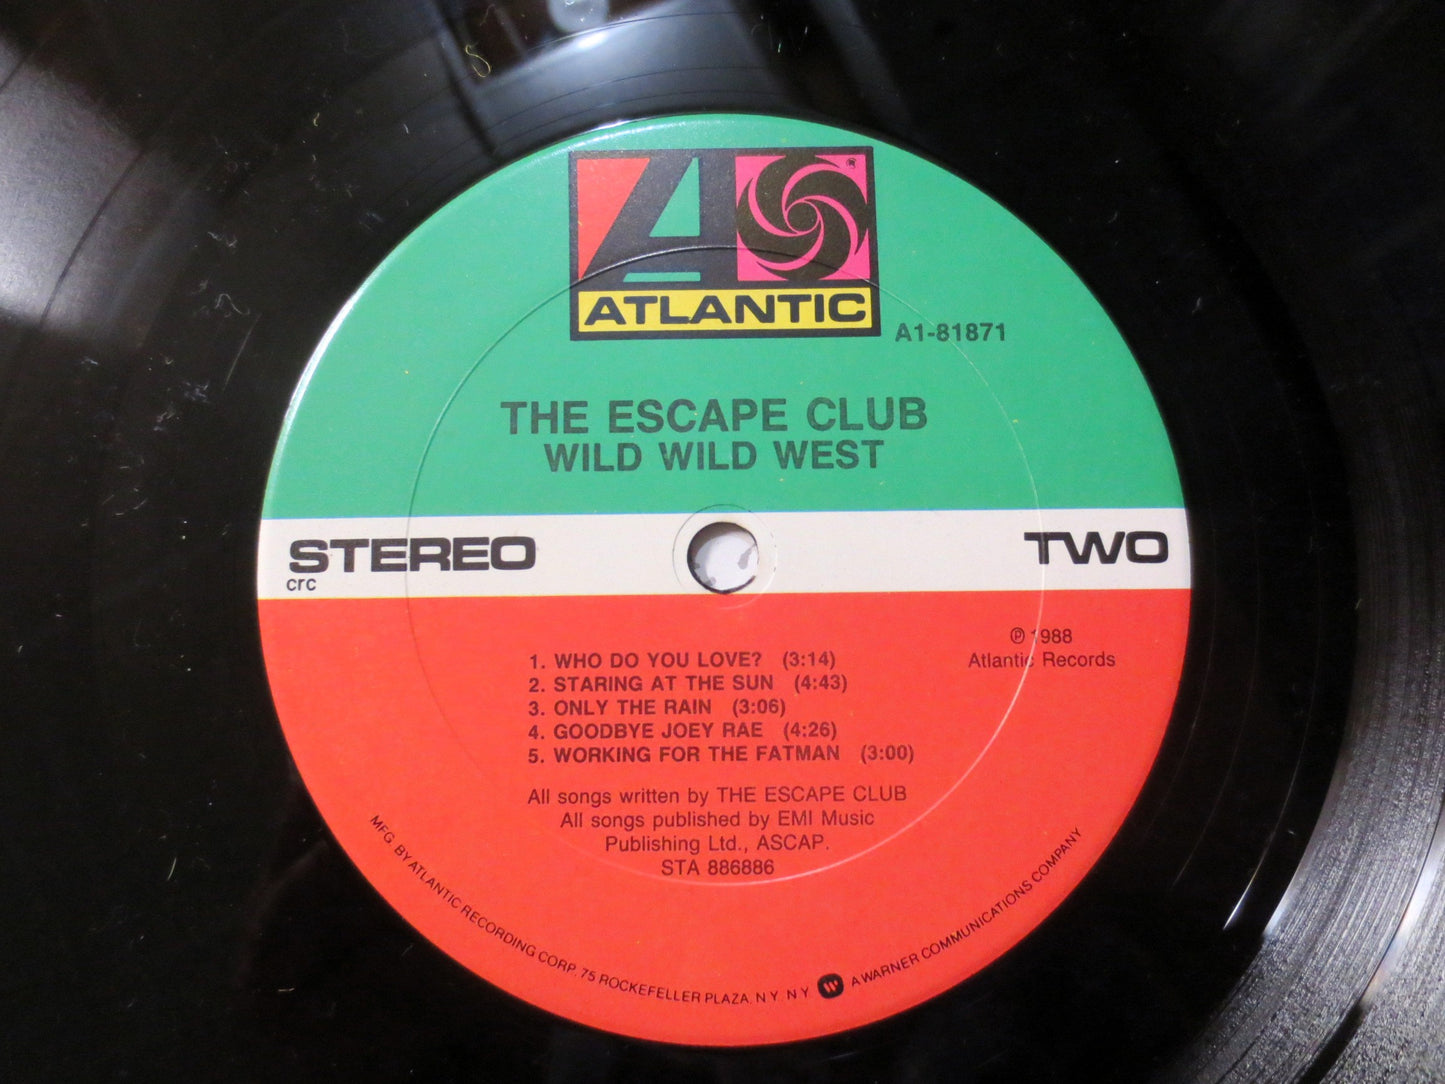 ®
ATLANTIC
A1-81871
THE ESCAPE CLUB
WILD WILD WEST
STEREO
crc
TWO
℗ 1988
Atlantic Records
1. WHO DO YOU LOVE? (3:14)
2. STARING AT THE SUN (4:43)
3. ONLY THE RAIN (3:06)
4. GOODBYE JOEY RAE (4:26)
5. WORKING FOR THE FATMAN (3:00)
All songs written by THE ESCAPE CLUB
All songs published by EMI Music
Publishing Ltd., ASCAP.
STA 886886
MFG BY ATLANTIC RECORDING CORP. 75 ROCKEFELLER PLAZA, N.Y. N.Y. W A WARNER COMMUNICATIONS COMPANY